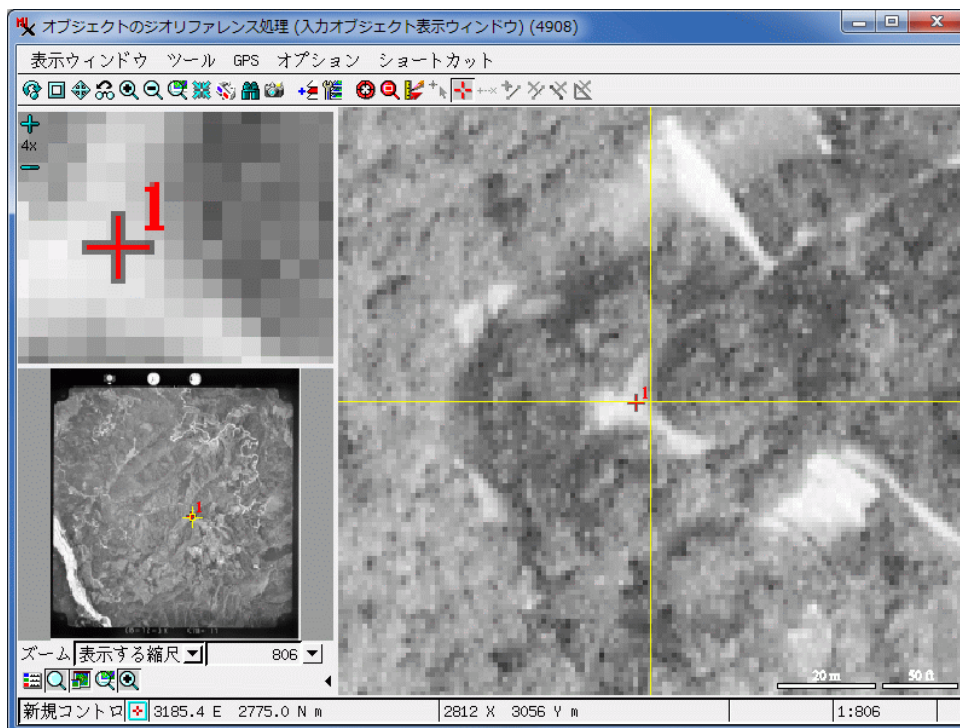 オブジェクトのジオリファレンス処理 (入力オブジェクト表示ウィンドウ) (4908)
表示ウィンドウ ツール GPS オプション ショートカット
4x
1
1
1
20 m
50 ft
ズーム 表示する縮尺 806
新規コントロ 3185.4 E 2775.0 N m 2812 X 3056 Y m 1:806